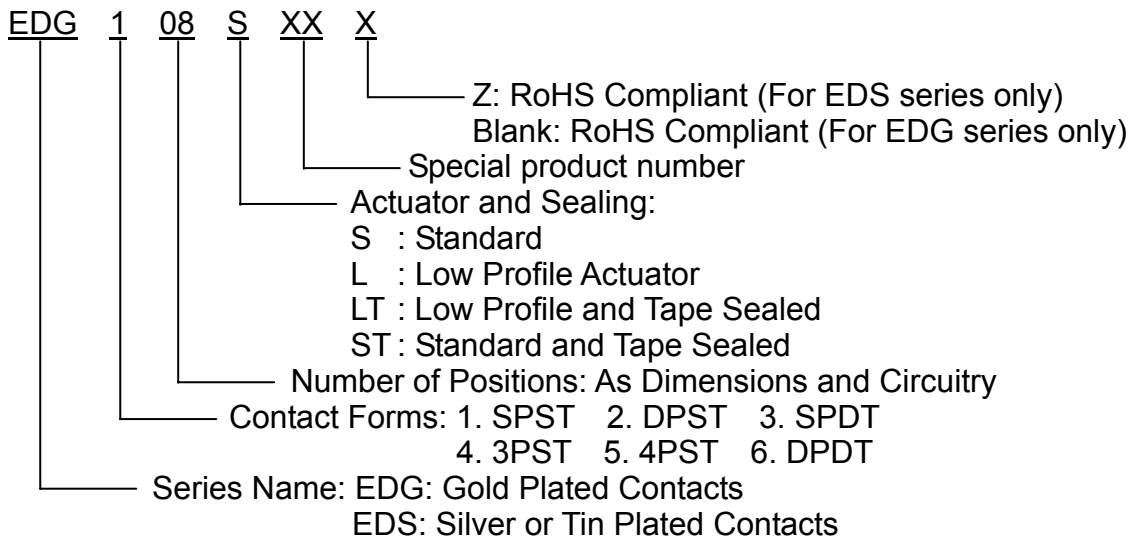 EDG 1 08 S XX X
Z: RoHS Compliant (For EDS series only)
Blank: RoHS Compliant (For EDG series only)
Special product number
Actuator and Sealing:
S : Standard
L : Low Profile Actuator
LT : Low Profile and Tape Sealed
ST : Standard and Tape Sealed
Number of Positions: As Dimensions and Circuitry
Contact Forms: 1. SPST 2. DPST 3. SPDT
4. 3PST 5. 4PST 6. DPDT
Series Name: EDG: Gold Plated Contacts
EDS: Silver or Tin Plated Contacts